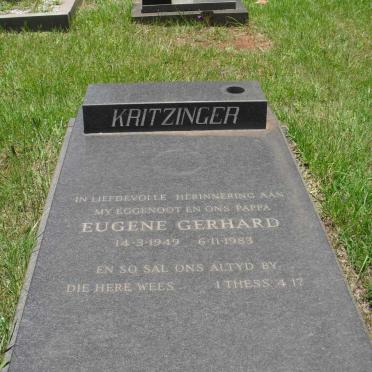 KRITZINGER
IN LIEFDEVOLLE HERINNERING AAN
MY EGGENOOT EN ONS PAPPA
EUGENE GERHARD
14-3-1949 6-11-1983
EN SO SAL ONS ALTYD BY
DIE HERE WEES 1 THESS 4 17